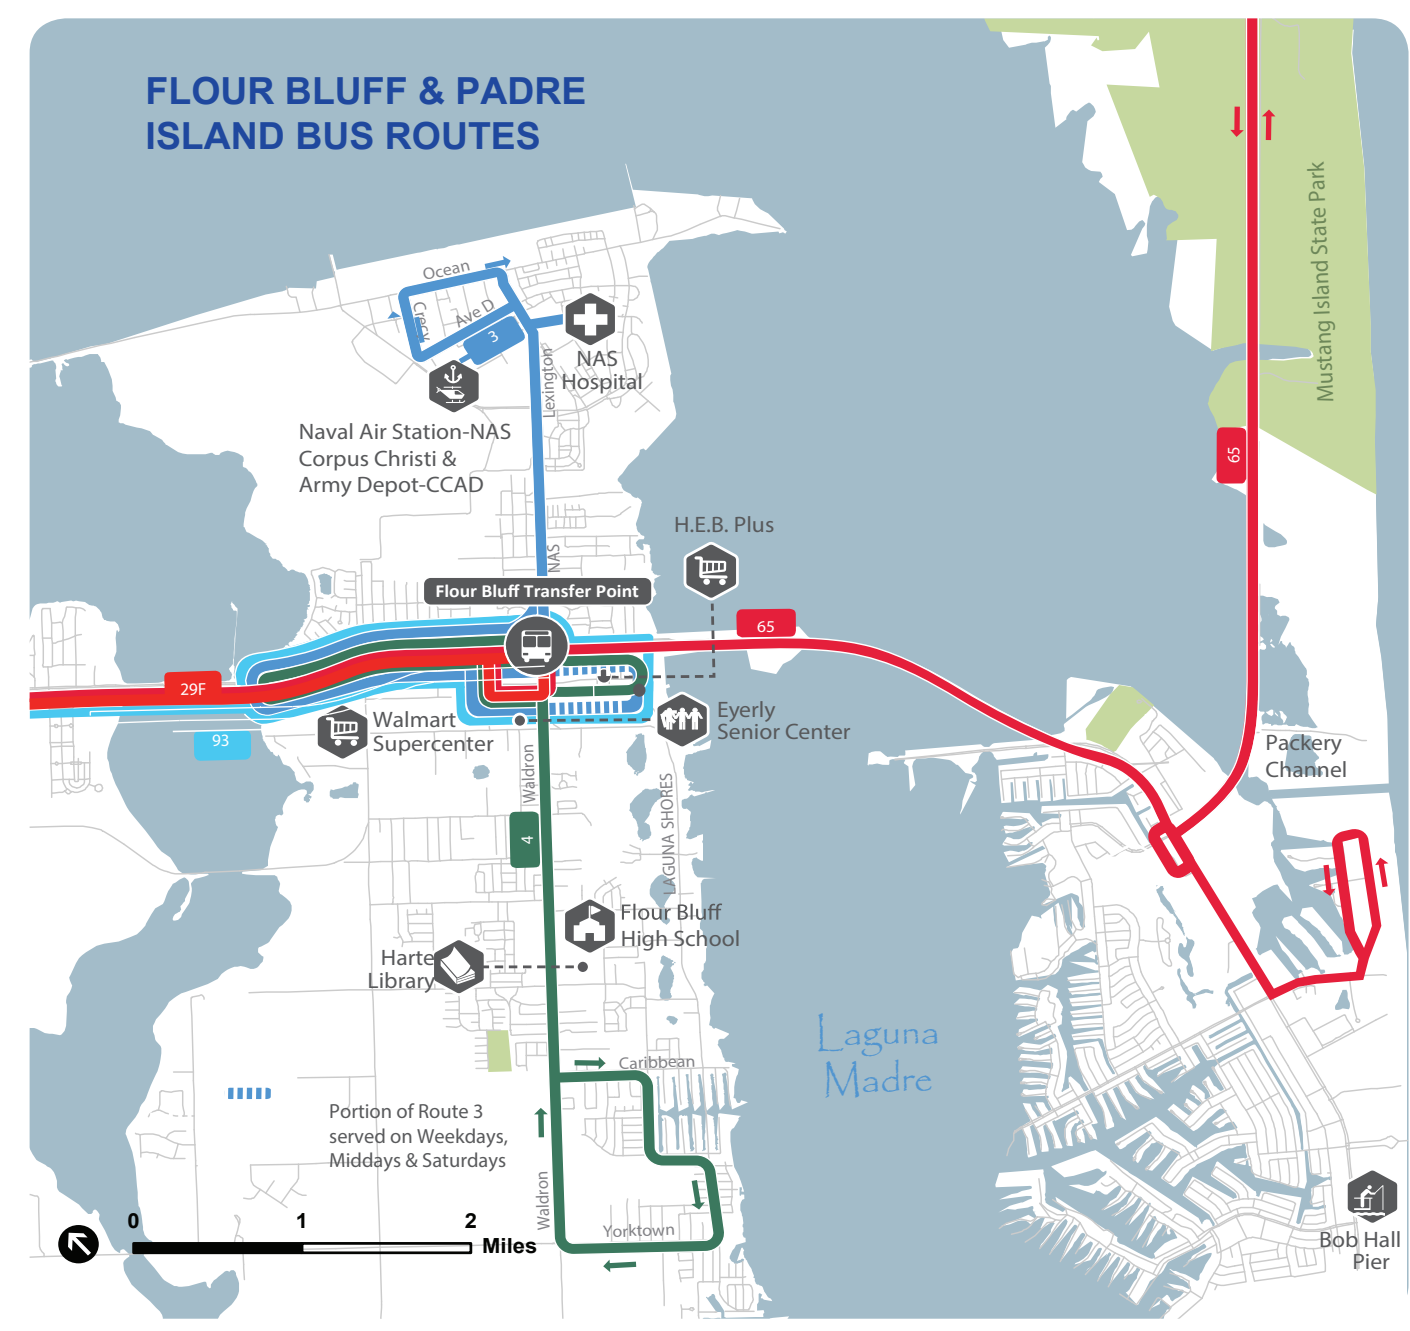 FLOUR BLUFF & PADRE
ISLAND BUS ROUTES
Mustang Island State Park
Ocean
Crecy
Ave D
3
Lexington
NAS
Hospital
Naval Air Station-NAS
Corpus Christi &
Army Depot-CCAD
65
H.E.B. Plus
NAS
Flour Bluff Transfer Point
65
29F
93
Walmart
Supercenter
Eyerly
Senior Center
Packery
Channel
Waldron
LAGUNA SHORES
4
Flour Bluff
High School
Harte
Library
Laguna
Madre
Caribbean
Portion of Route 3
served on Weekdays,
Middays & Saturdays
Waldron
Yorktown
0 1 2
Miles
Bob Hall
Pier